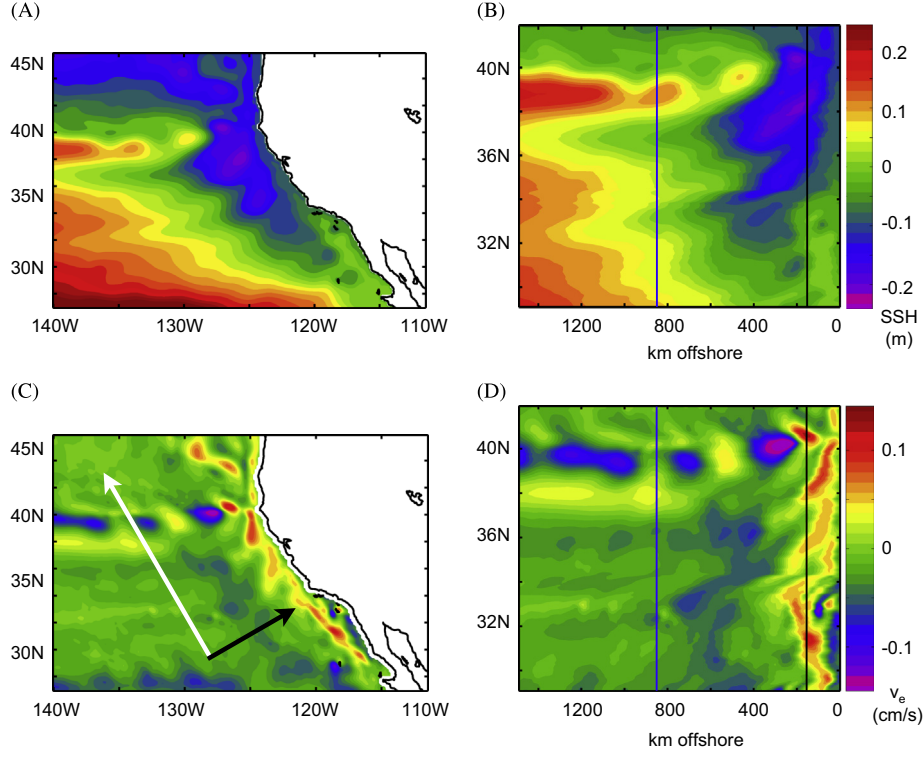 (A)
(B)
45N
40N
35N
30N
140W 130W 120W 110W
40N
36N
32N
1200 800 400 0
km offshore
0.2
0.1
0
-0.1
-0.2
SSH
(m)
(C)
(D)
45N
40N
35N
30N
140W 130W 120W 110W
40N
36N
32N
1200 800 400 0
km offshore
0.1
0
-0.1
ve
(cm/s)